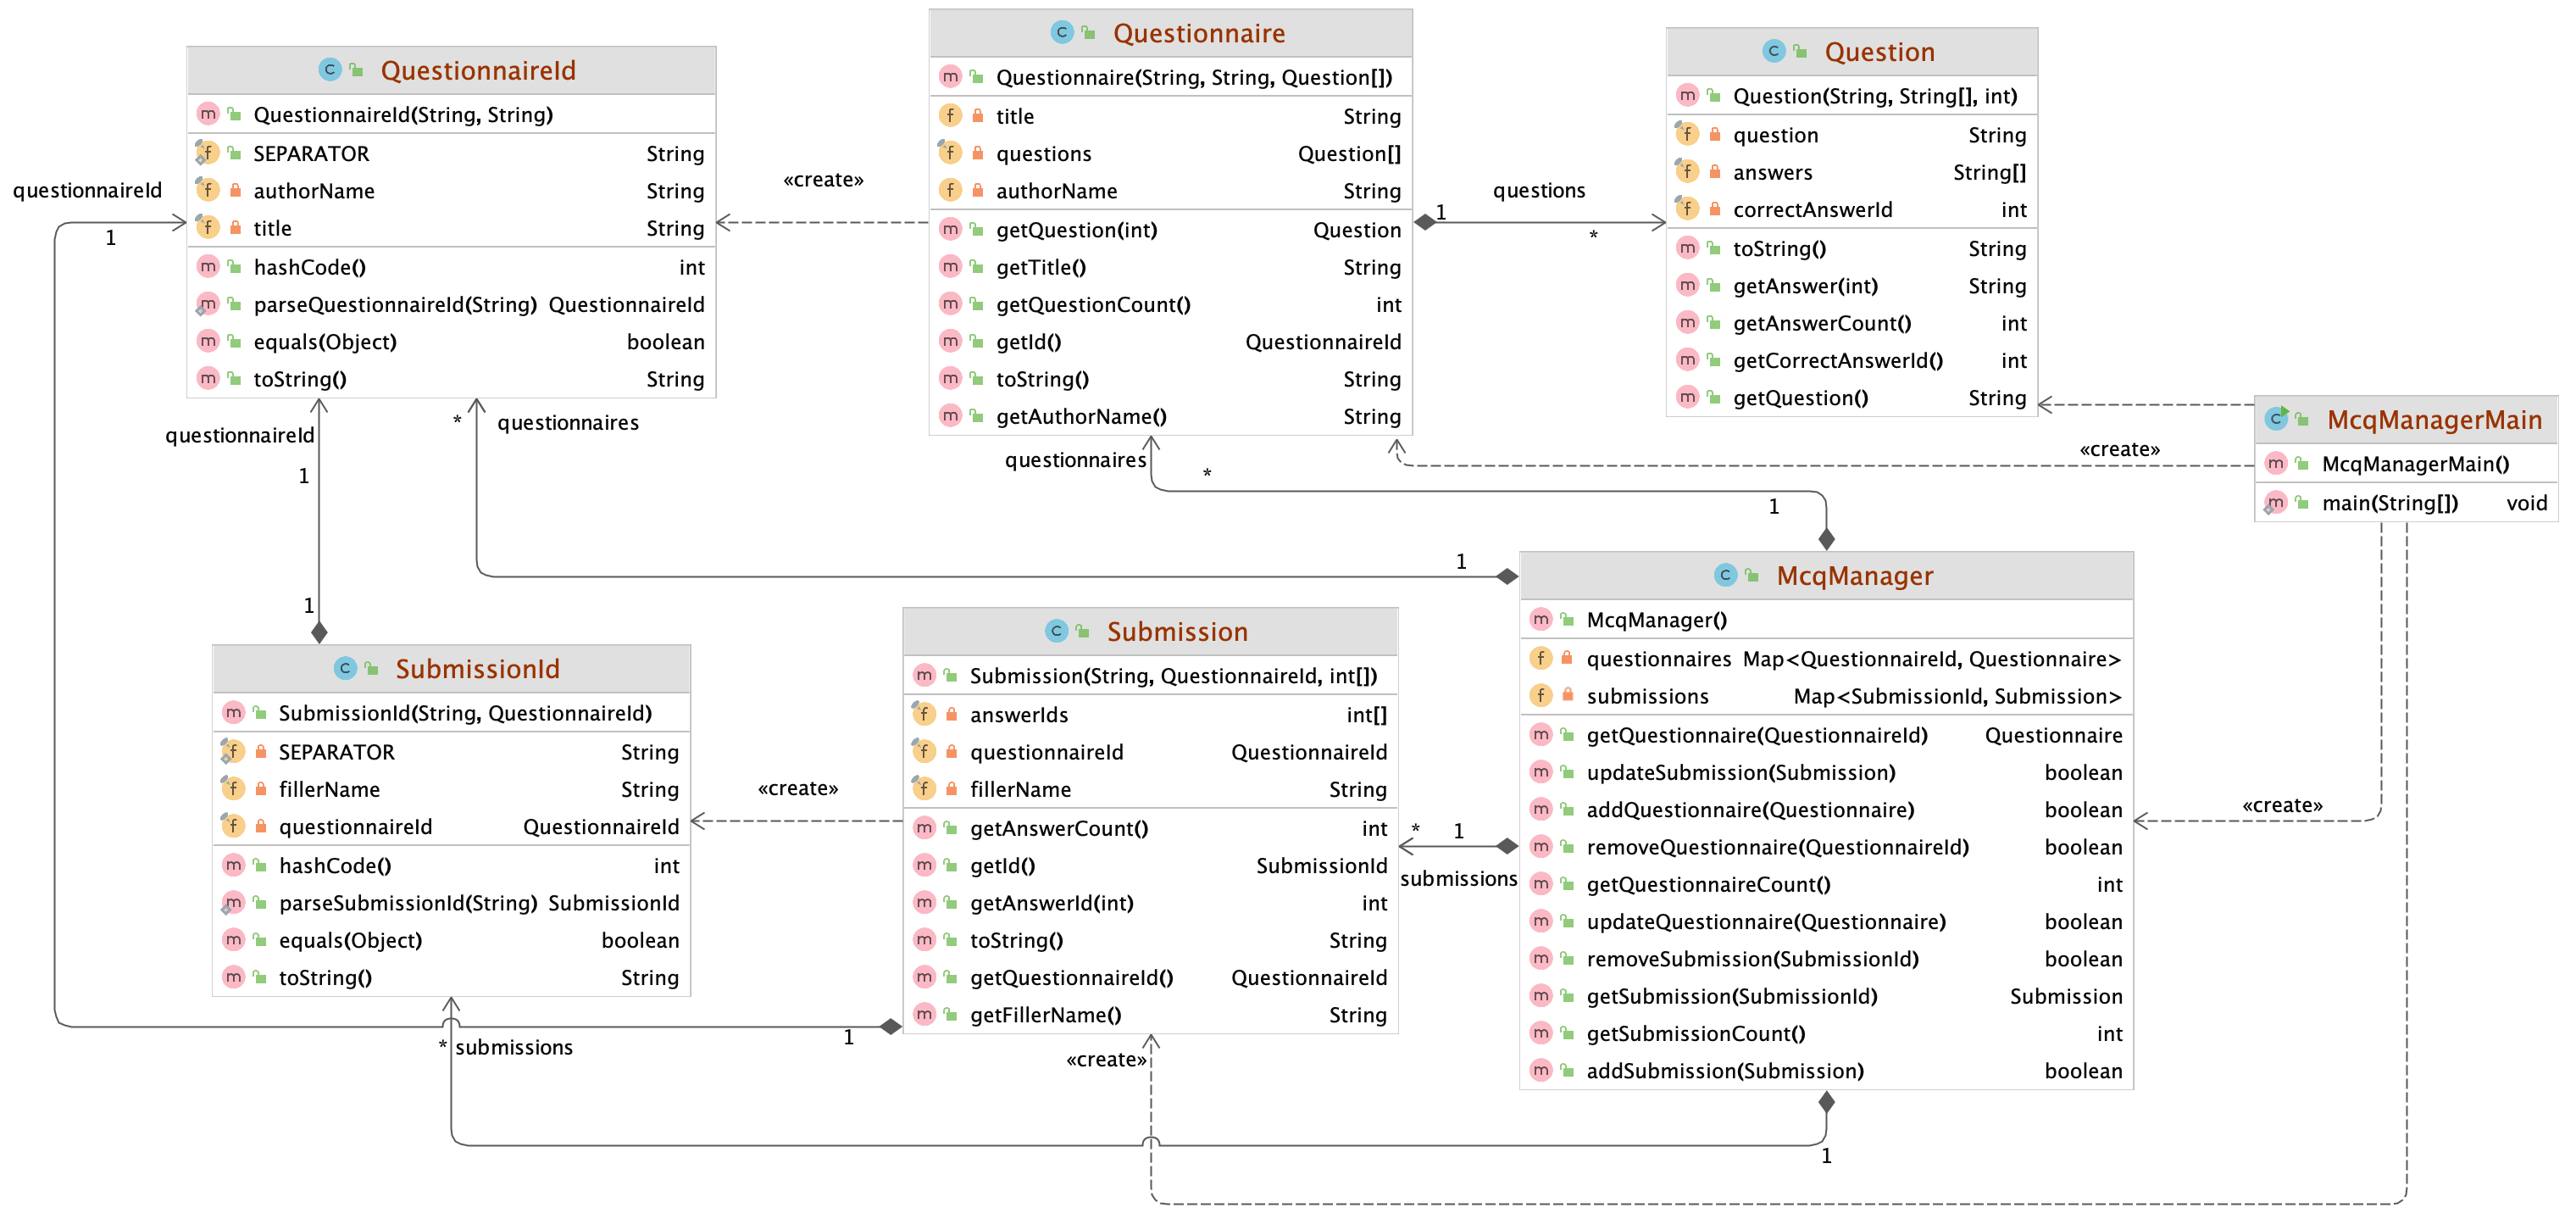 QuestionnaireId
QuestionnaireId(String, String)
SEPARATOR String
authorName String
title String
hashCode() int
parseQuestionnaireId(String) QuestionnaireId
equals(Object) boolean
toString() String
Questionnaire
Questionnaire(String, String, Question[])
title String
questions Question[]
authorName String
getQuestion(int) Question
getTitle() String
getQuestionCount() int
getId() QuestionnaireId
toString() String
getAuthorName() String
Question
Question(String, String[], int)
question String
answers String[]
correctAnswerId int
toString() String
getAnswer(int) String
getAnswerCount() int
getCorrectAnswerId() int
getQuestion() String
McqManagerMain
McqManagerMain()
main(String[]) void
questionnaireId
1
«create»
1
questions
*
questionnaireId
1
1
* questionnaires
1
questionnaires
*
1
«create»
SubmissionId
SubmissionId(String, QuestionnaireId)
SEPARATOR String
fillerName String
questionnaireId QuestionnaireId
hashCode() int
parseSubmissionId(String) SubmissionId
equals(Object) boolean
toString() String
«create»
Submission
Submission(String, QuestionnaireId, int[])
answerIds int[]
questionnaireId QuestionnaireId
fillerName String
getAnswerCount() int
getId() SubmissionId
getAnswerId(int) int
toString() String
getQuestionnaireId() QuestionnaireId
getFillerName() String
* 1
submissions
McqManager
McqManager()
questionnaires Map<QuestionnaireId, Questionnaire>
submissions Map<SubmissionId, Submission>
getQuestionnaire(QuestionnaireId) Questionnaire
updateSubmission(Submission) boolean
addQuestionnaire(Questionnaire) boolean
removeQuestionnaire(QuestionnaireId) boolean
getQuestionnaireCount() int
updateQuestionnaire(Questionnaire) boolean
removeSubmission(SubmissionId) boolean
getSubmission(SubmissionId) Submission
getSubmissionCount() int
addSubmission(Submission) boolean
«create»
1
* submissions
«create»
1